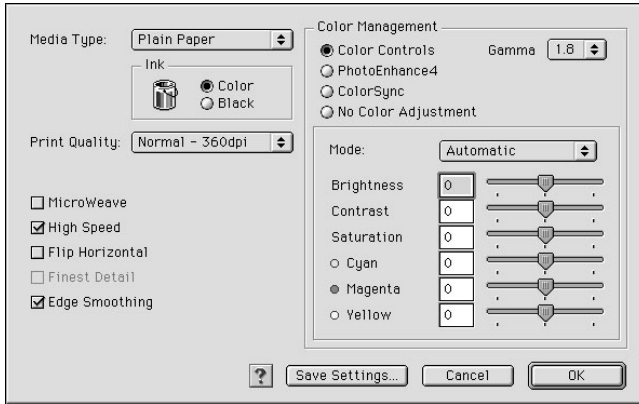 Media Type: Plain Paper
Ink
Color
Black
Print Quality: Normal - 360dpi
MicroWeave
High Speed
Flip Horizontal
Finest Detail
Edge Smoothing
Color Management
Color Controls Gamma 1.8
PhotoEnhance4
ColorSync
No Color Adjustment
Mode: Automatic
Brightness 0
Contrast 0
Saturation 0
Cyan 0
Magenta 0
Yellow 0
? Save Settings... Cancel OK